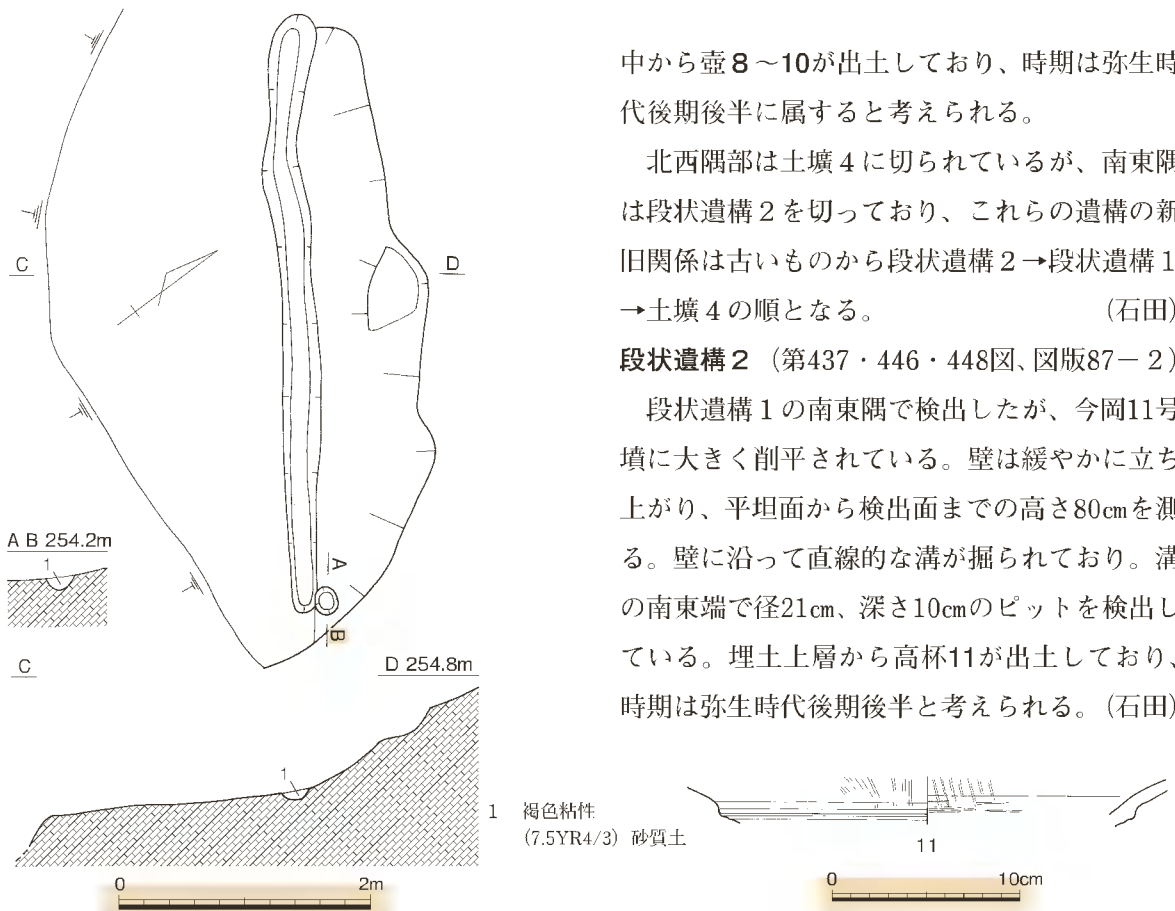 中から壺8～10が出土しており、時期は弥生時
代後期後半に属すると考えられる。
　北西隅部は土壙4に切られているが、南東隅
は段状遺構2を切っており、これらの遺構の新
旧関係は古いものから段状遺構2→段状遺構1
→土壙4の順となる。　(石田)
段状遺構2 (第437・446・448図、図版87－2)
　段状遺構1の南東隅で検出したが、今岡11号
墳に大きく削平されている。壁は緩やかに立ち
上がり、平坦面から検出面までの高さ80㎝を測
る。壁に沿って直線的な溝が掘られており。溝
の南東端で径21㎝、深さ10㎝のピットを検出し
ている。埋土上層から高杯11が出土しており、
時期は弥生時代後期後半と考えられる。(石田)
C
D
A
B
A B 254.2m
1
C
D 254.8m
1
1 褐色粘性
(7.5YR4/3) 砂質土
0 2m
11
0 10cm